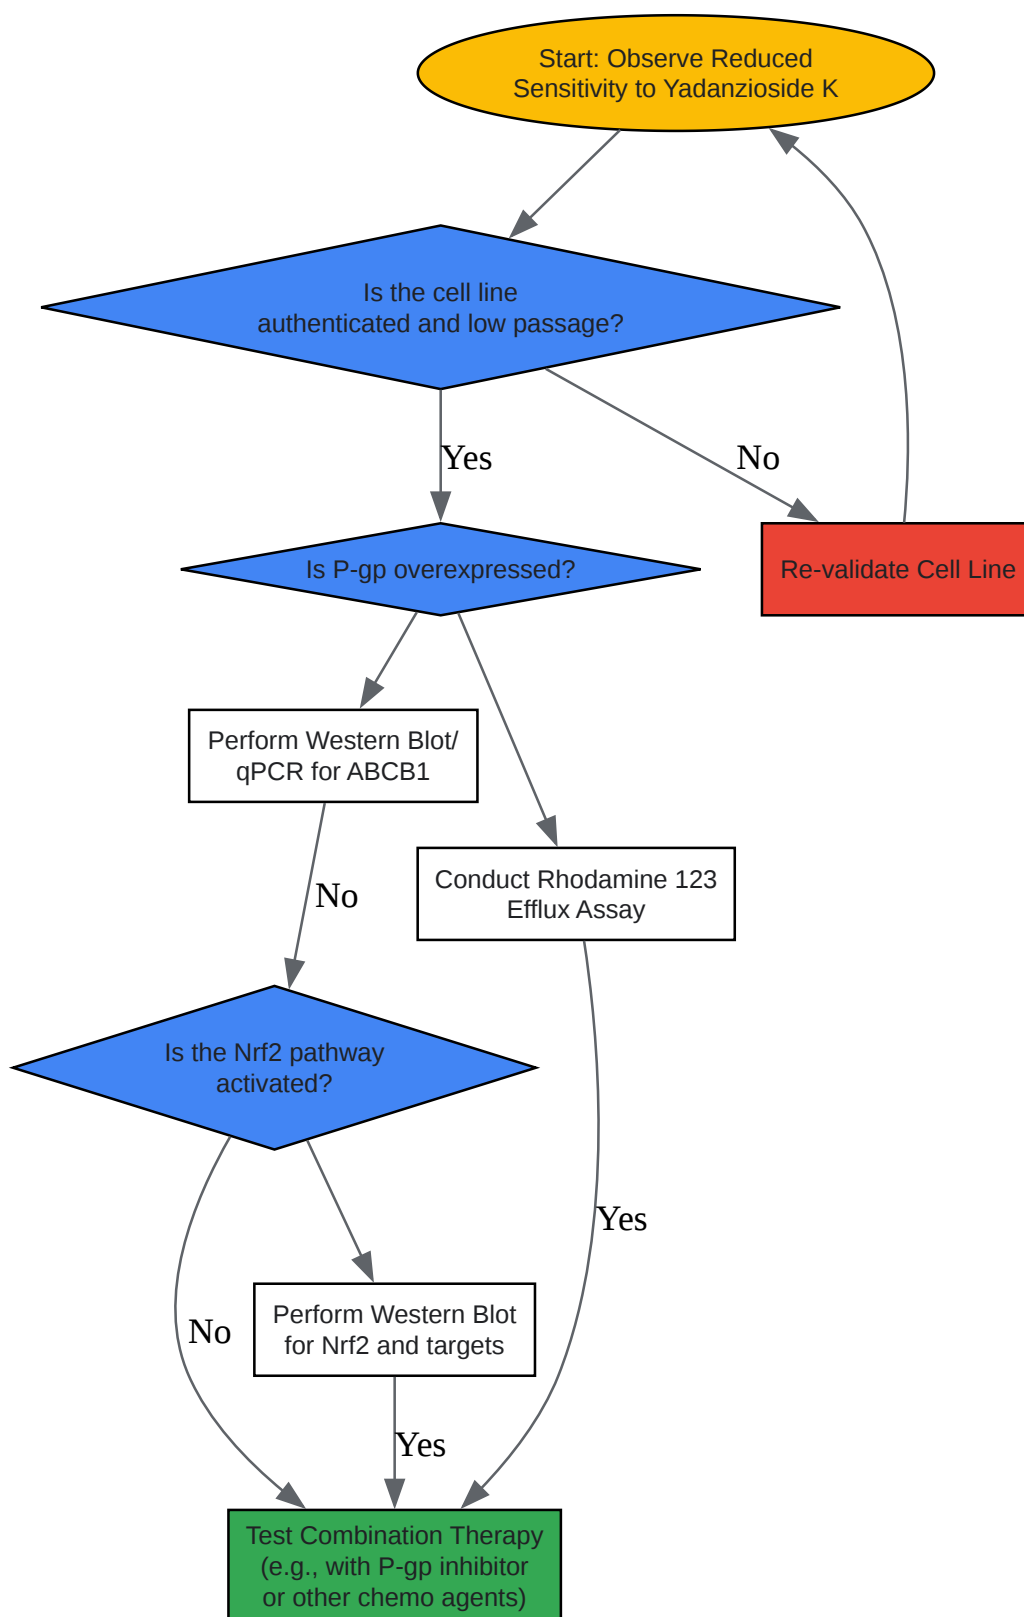 Start: Observe Reduced
Sensitivity to Yadanzioside K
Is the cell line
authenticated and low passage?
Yes
No
Is P-gp overexpressed?
Re-validate Cell Line
Perform Western Blot/
qPCR for ABCB1
Conduct Rhodamine 123
Efflux Assay
No
Is the Nrf2 pathway
activated?
Yes
Perform Western Blot
for Nrf2 and targets
No
Yes
Test Combination Therapy
(e.g., with P-gp inhibitor
or other chemo agents)